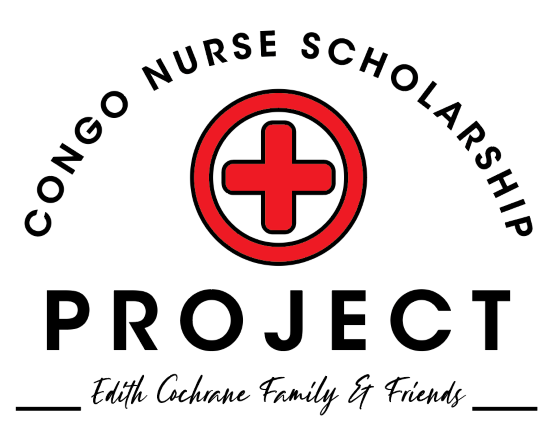 CONGO NURSE SCHOLARSHIP
PROJECT
Edith Cochrane Family & Friends